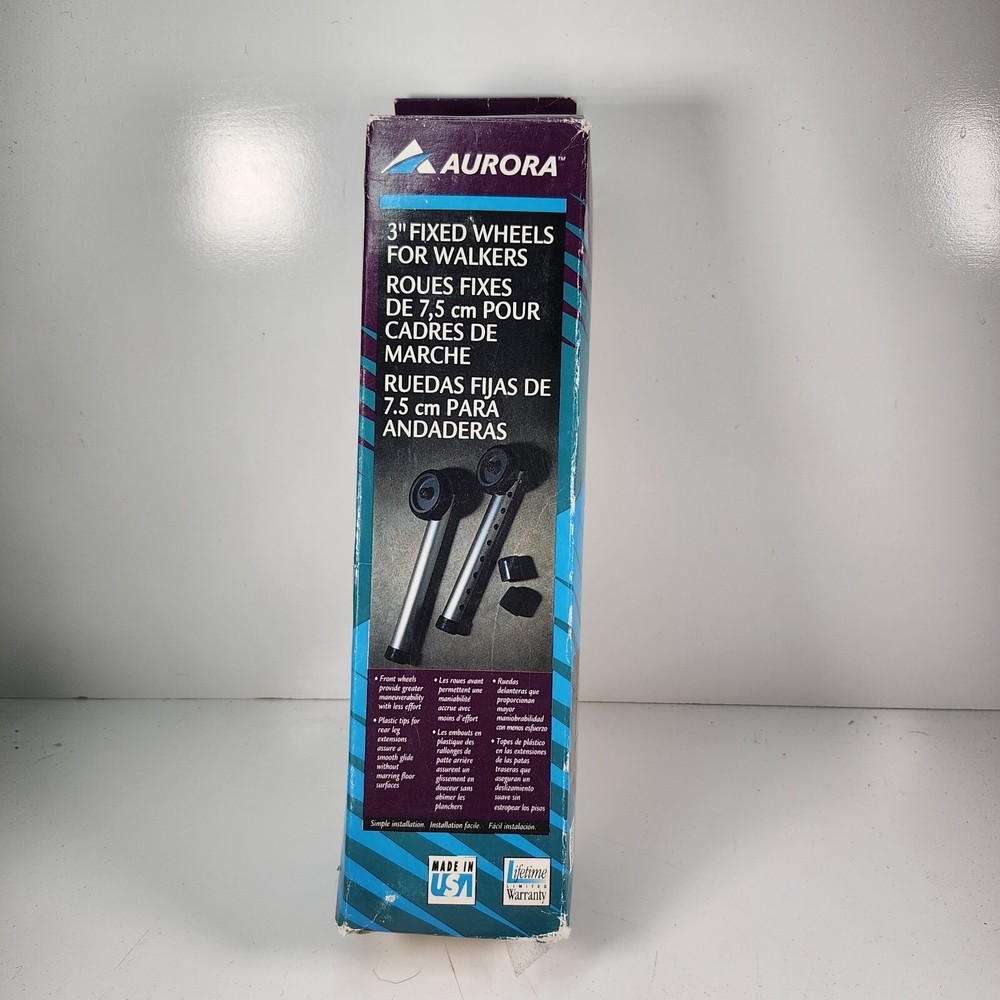 AURORA™
3" FIXED WHEELS
FOR WALKERS
ROUES FIXES
DE 7,5 cm POUR
CADRES DE
MARCHE
RUEDAS FIJAS DE
7.5 cm PARA
ANDADERAS
• Front wheels
provide greater
maneuverability
with less effort
• Plastic tips for
rear leg
extensions
assure a
smooth glide
without
marring floor
surfaces
• Les roues avant
permettent une
maniabilité
accrue avec
moins d'effort
• Les embouts en
plastique des
rallonges de
patte arrière
assurent un
glissement en
douceur sans
abîmer les
planchers
• Ruedas
delanteras que
proporcionan
mayor
maniobrabilidad
con menos esfuerzo
• Topes de plástico
en las extensiones
de las patas
traseras que
aseguran un
deslizamiento
suave sin
estropear los pisos
Simple installation. Installation facile. Fácil instalación.
MADE IN
USA
Lifetime
LIMITED
Warranty